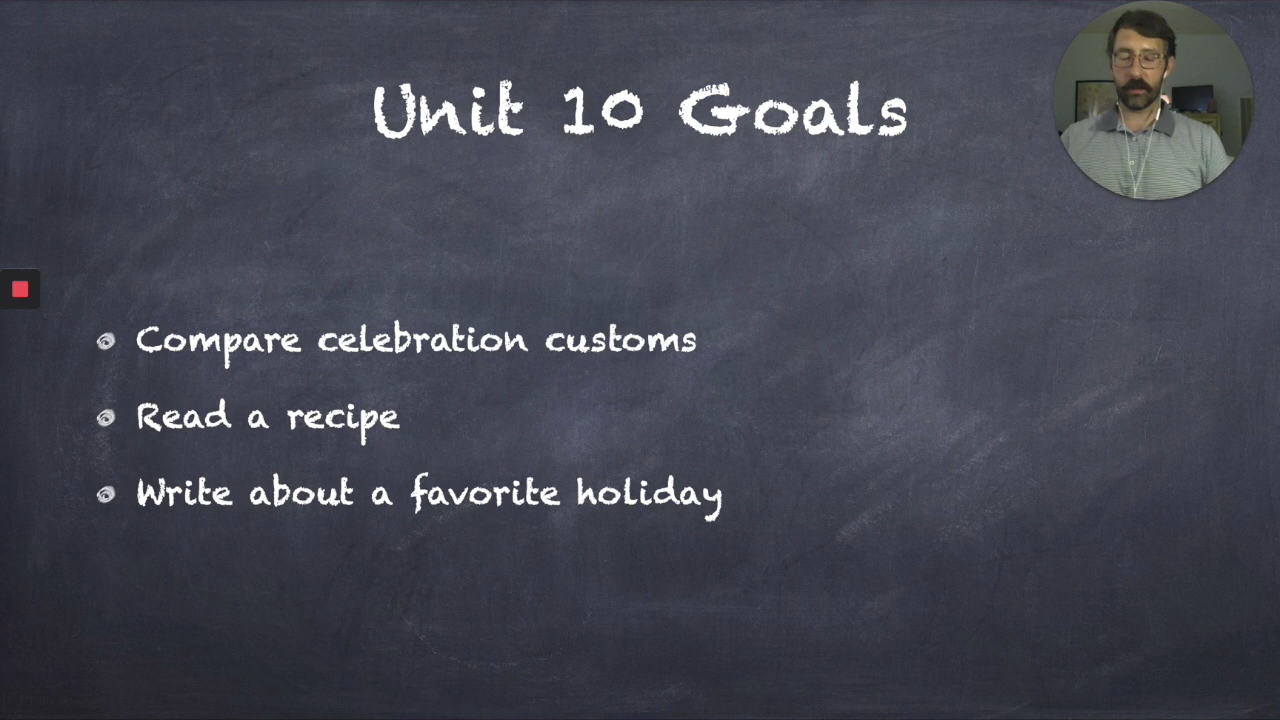 Unit 10 Goals
Compare celebration customs
Read a recipe
Write about a favorite holiday